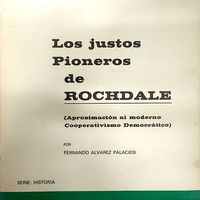 Los justos
Pioneros
de
ROCHDALE
(Aproximación al moderno
Cooperativismo Democrático)
POR
FERNANDO ALVAREZ PALACIOS
SERIE: HISTORIA